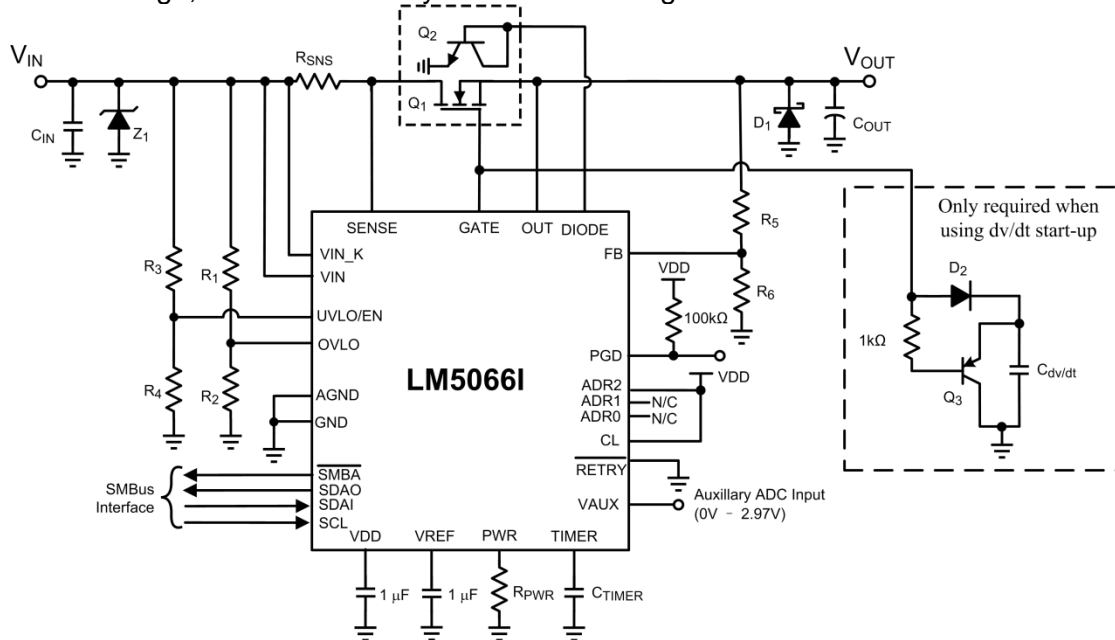 Q2
VIN
RSNS
VOUT
Q1
CIN
Z1
D1
COUT
SENSE
GATE
OUT
DIODE
Only required when
using dv/dt start-up
R5
VIN_K
FB
VDD
R3
R1
VIN
D2
R6
UVLO/EN
100kΩ
1kΩ
OVLO
PGD
Cdv/dt
LM5066I
VDD
R4
R2
ADR2
Q3
AGND
ADR1
N/C
GND
ADR0
N/C
CL
SMBA
RETRY
SMBus
Interface
SDAO
SDAI
SCL
VAUX
Auxillary ADC Input
(0V - 2.97V)
VDD
VREF
PWR
TIMER
1 μF
1 μF
RPWR
CTIMER